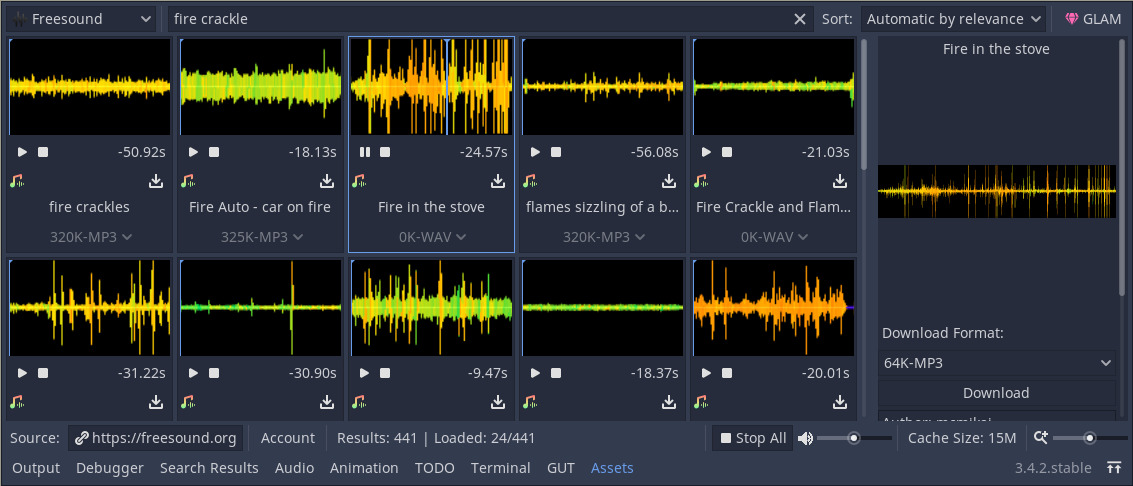 Freesound fire crackle Sort: Automatic by relevance GLAM
Fire in the stove
-50.92s -18.13s -24.57s -56.08s -21.03s
fire crackles Fire Auto - car on fire Fire in the stove flames sizzling of a b... Fire Crackle and Flam...
320K-MP3 325K-MP3 0K-WAV 320K-MP3 0K-WAV
Download Format:
64K-MP3
-31.22s -30.90s -9.47s -18.37s -20.01s
Download
Source: https://freesound.org Account Results: 441 | Loaded: 24/441 Stop All Cache Size: 15M
Output Debugger Search Results Audio Animation TODO Terminal GUT Assets 3.4.2.stable